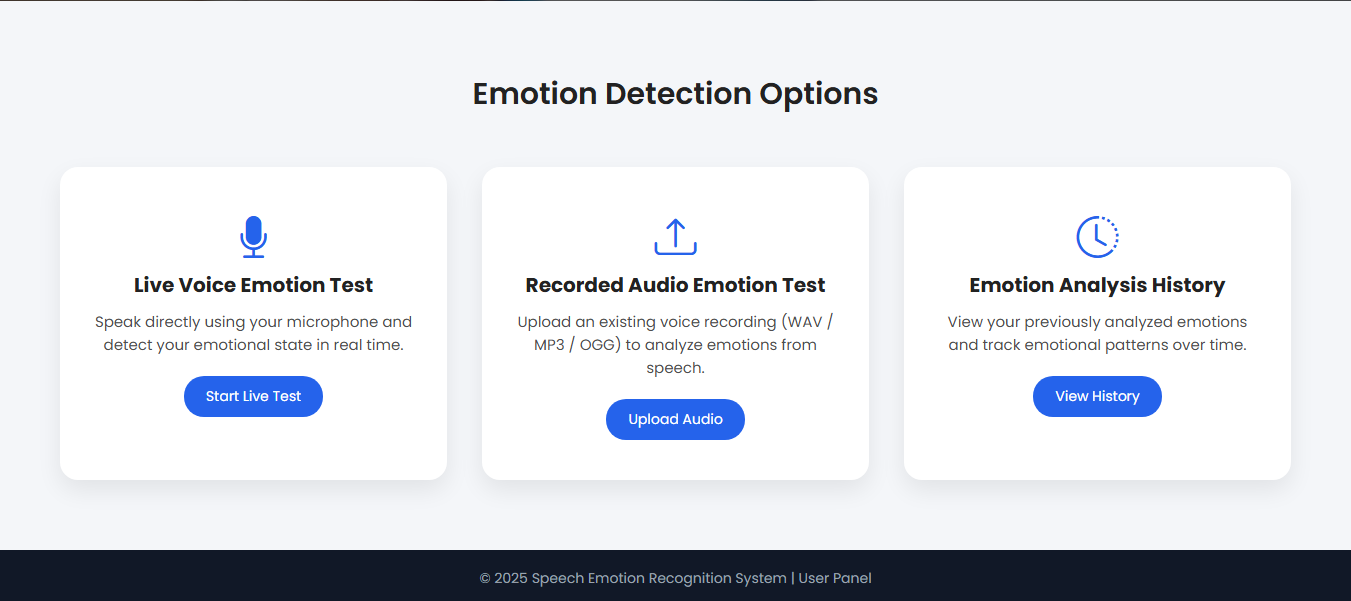 Emotion Detection Options
Live Voice Emotion Test
Speak directly using your microphone and
detect your emotional state in real time.
Start Live Test
Recorded Audio Emotion Test
Upload an existing voice recording (WAV /
MP3 / OGG) to analyze emotions from
speech.
Upload Audio
Emotion Analysis History
View your previously analyzed emotions
and track emotional patterns over time.
View History
© 2025 Speech Emotion Recognition System | User Panel